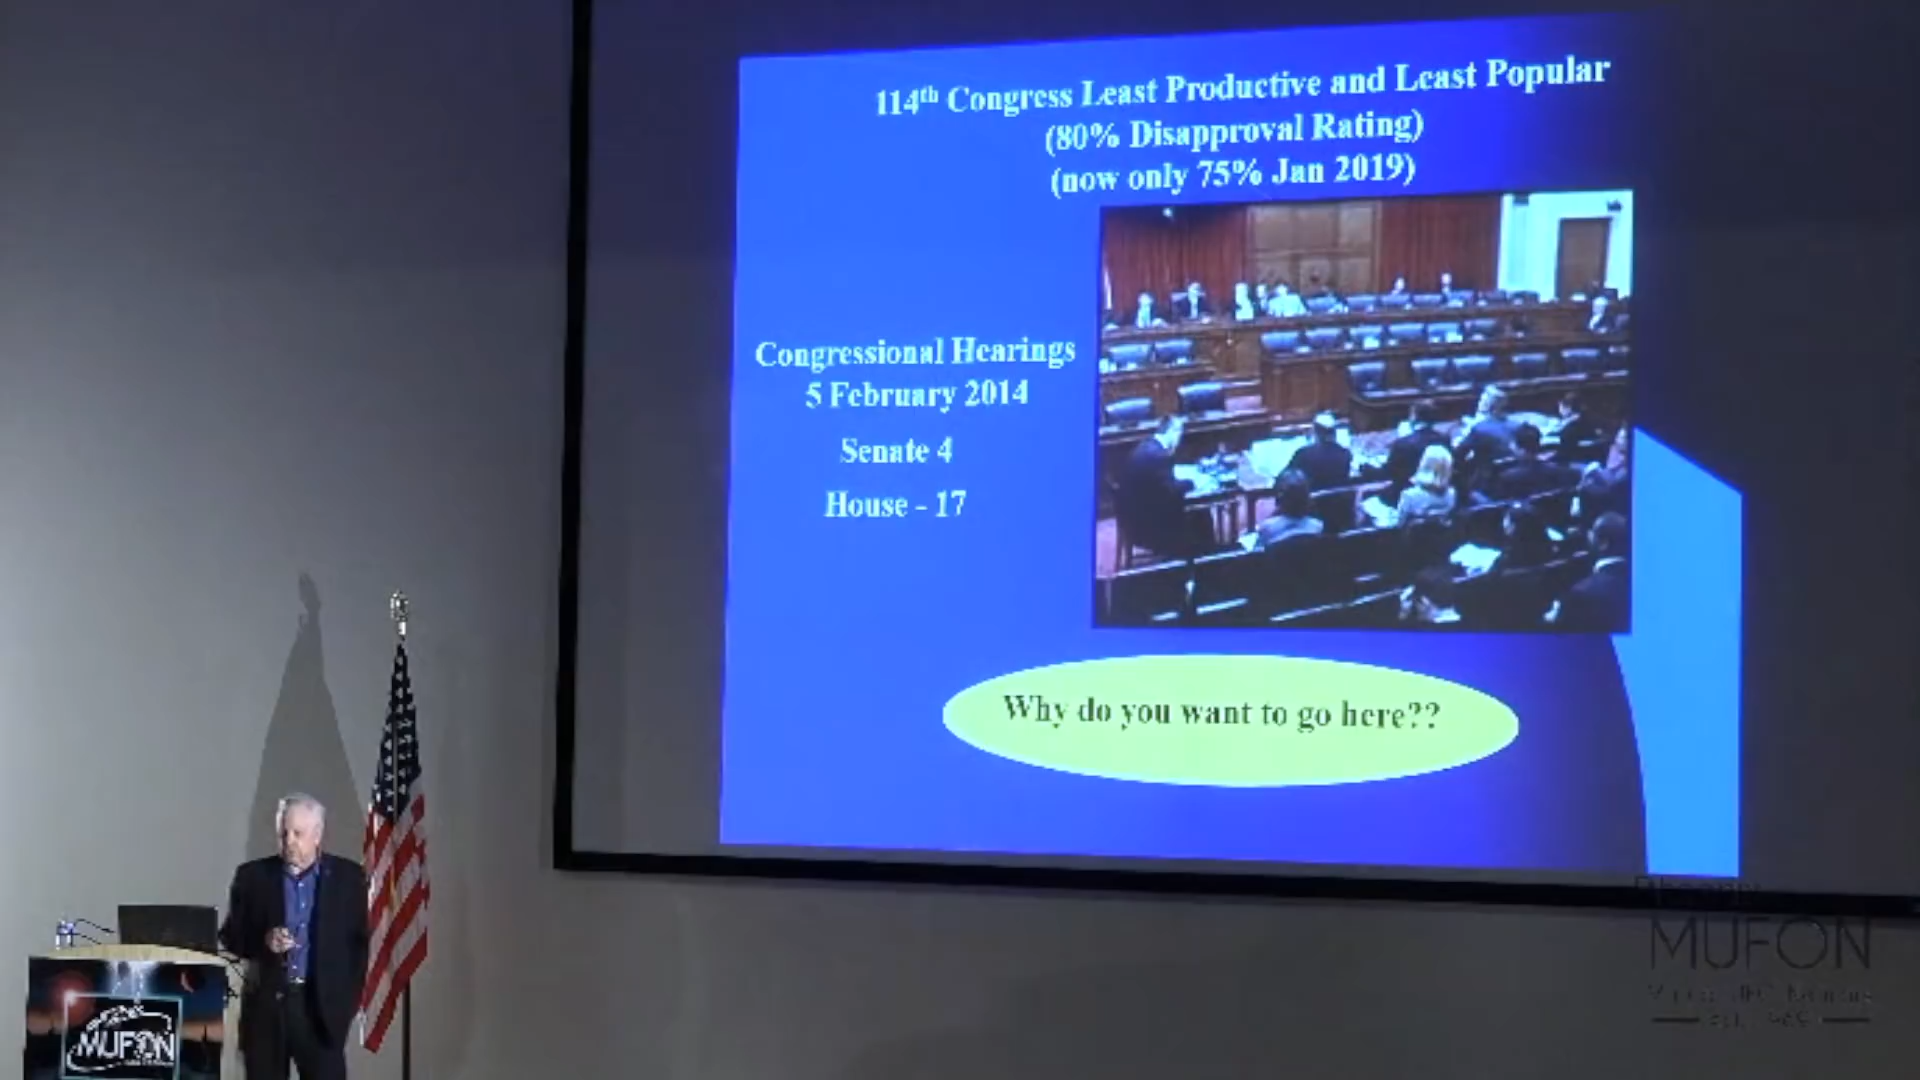 114th Congress Least Productive and Least Popular
(80% Disapproval Rating)
(now only 75% Jan 2019)
Congressional Hearings
5 February 2014
Senate 4
House - 17
Why do you want to go here??
MUFON
MUFON